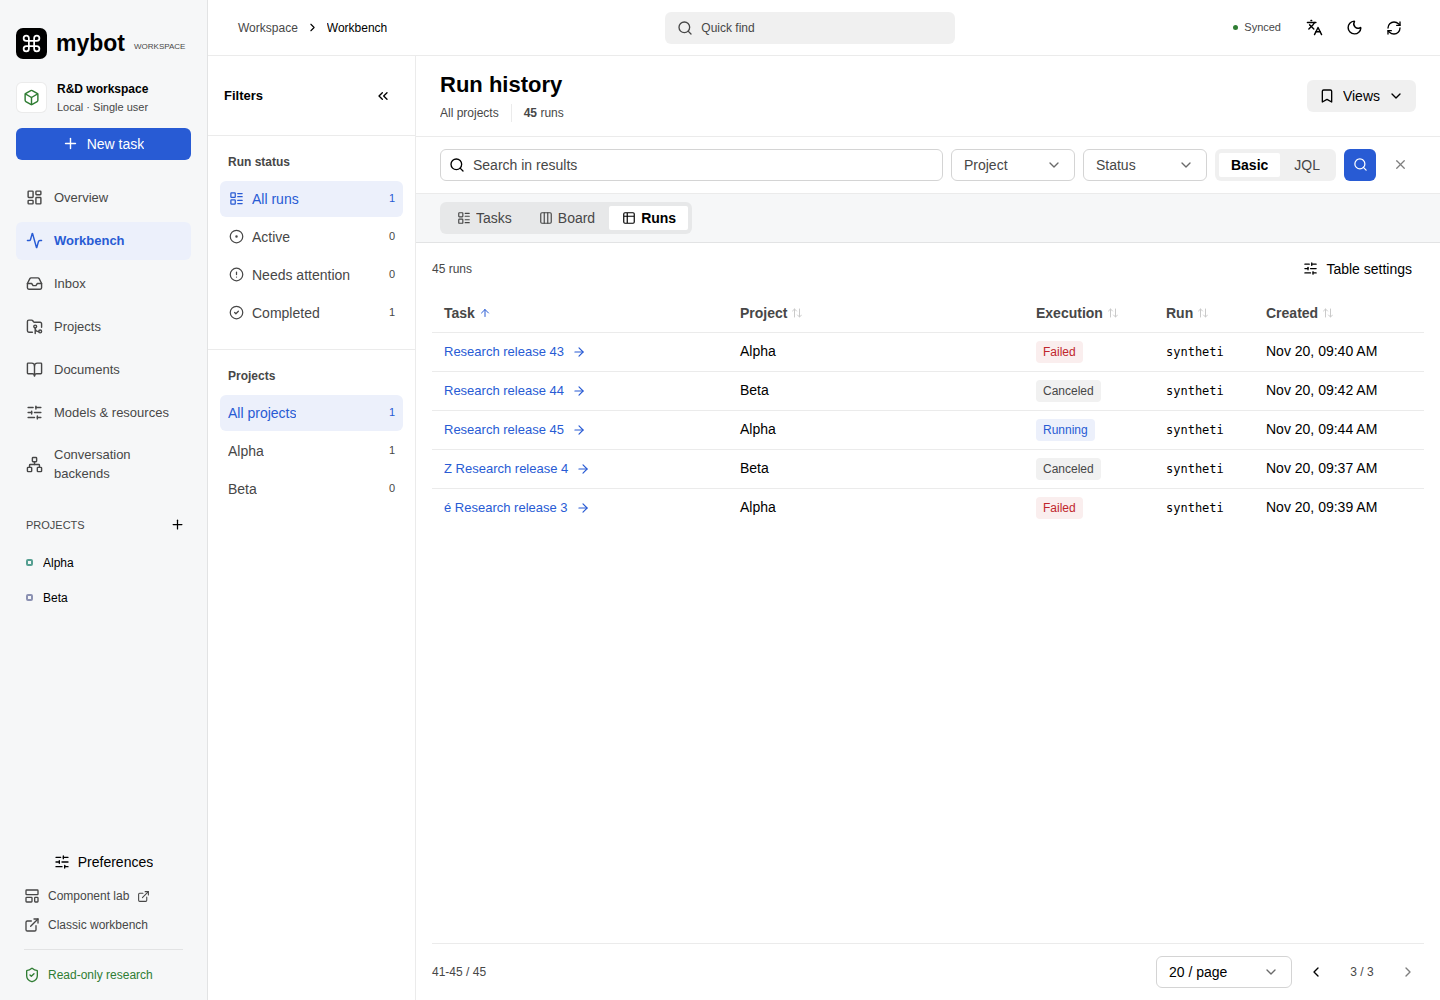 mybot WORKSPACE
R&D workspace
Local · Single user
New task
Overview
Workbench
Inbox
Projects
Documents
Models & resources
Conversation
backends
PROJECTS
Alpha
Beta
Preferences
Component lab
Classic workbench
Read-only research
Workspace Workbench
Quick find
Synced
Filters
Run status
All runs 1
Active 0
Needs attention 0
Completed 1
Projects
All projects 1
Alpha 1
Beta 0
Run history
All projects 45 runs
Views
Search in results
Project
Status
Basic JQL
Tasks Board Runs
45 runs
Table settings
Task Project Execution Run Created
Research release 43 Alpha Failed syntheti Nov 20, 09:40 AM
Research release 44 Beta Canceled syntheti Nov 20, 09:42 AM
Research release 45 Alpha Running syntheti Nov 20, 09:44 AM
Z Research release 4 Beta Canceled syntheti Nov 20, 09:37 AM
é Research release 3 Alpha Failed syntheti Nov 20, 09:39 AM
41-45 / 45
20 / page
3 / 3